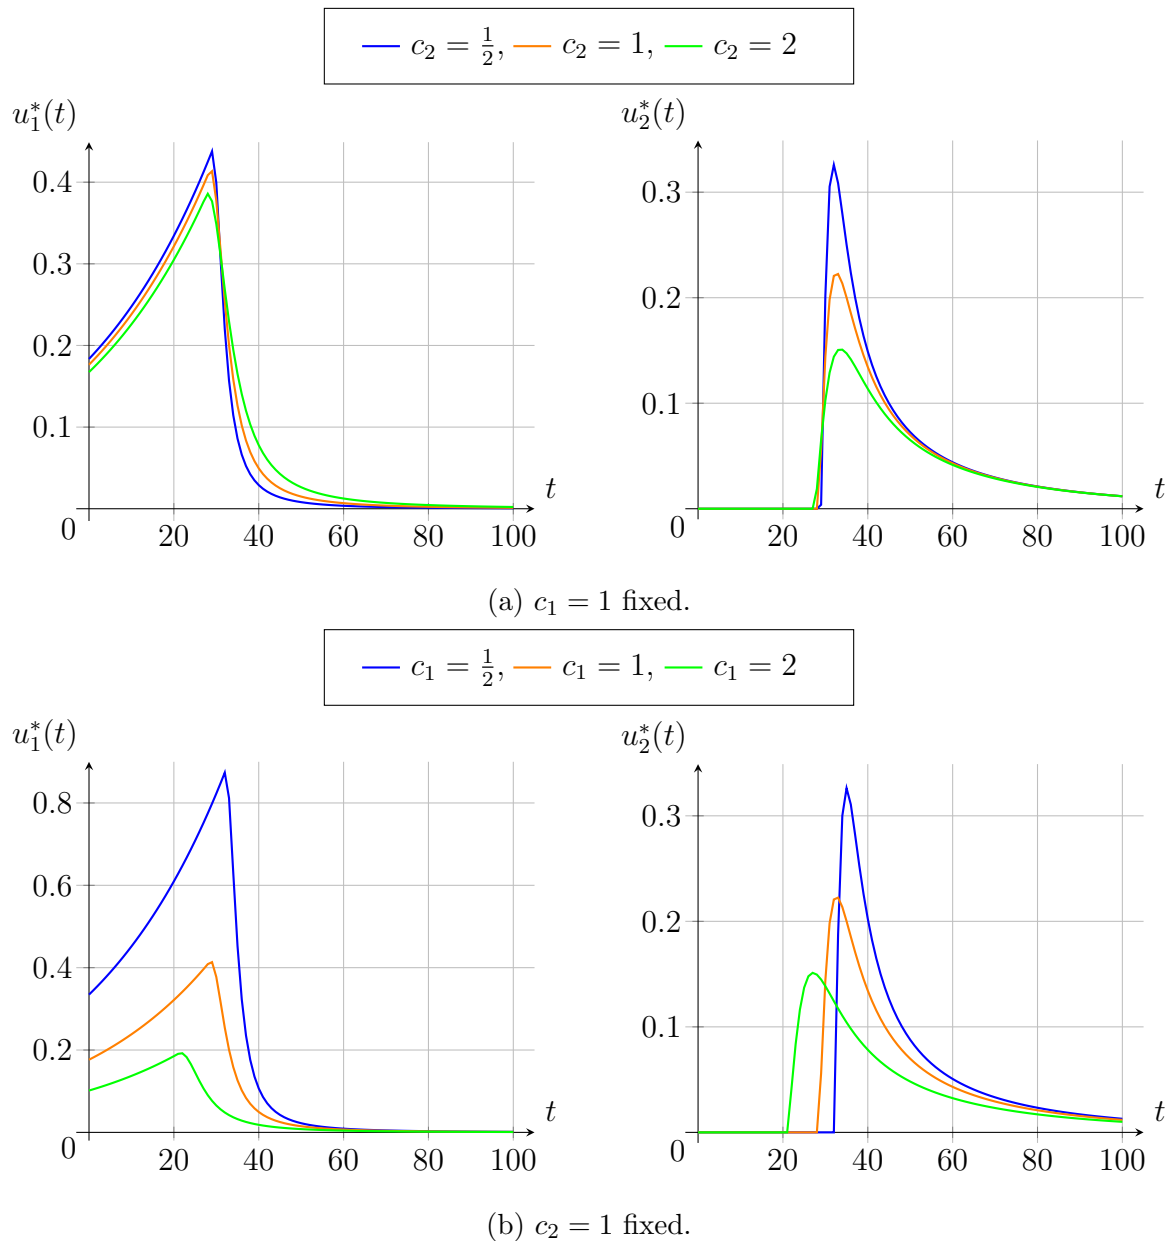 c₂ = 1/2, c₂ = 1, c₂ = 2
u₁*(t)
0.4
0.3
0.2
0.1
0
20 40 60 80 100
t
u₂*(t)
0.3
0.2
0.1
0
20 40 60 80 100
t
(a) c₁ = 1 fixed.
c₁ = 1/2, c₁ = 1, c₁ = 2
u₁*(t)
0.8
0.6
0.4
0.2
0
20 40 60 80 100
t
u₂*(t)
0.3
0.2
0.1
0
20 40 60 80 100
t
(b) c₂ = 1 fixed.